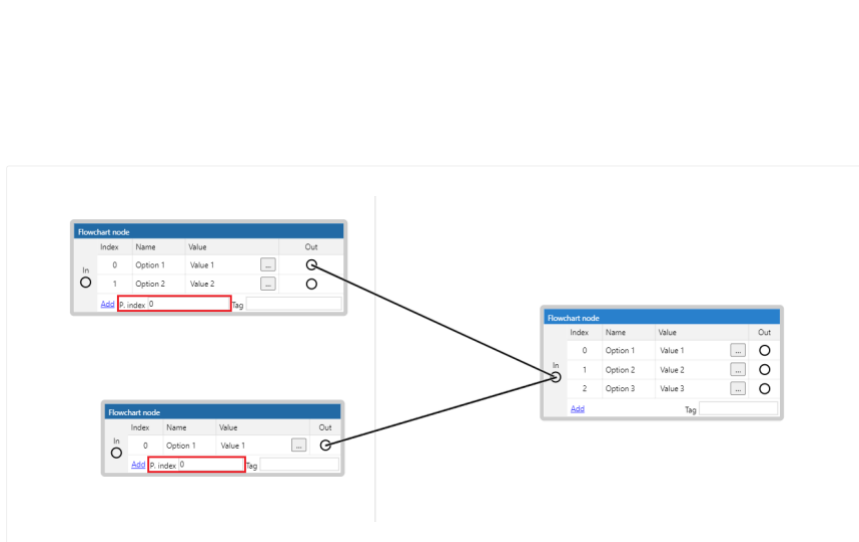 Flowchart node
Index Name Value Out
In
0 Option 1 Value 1 ...
1 Option 2 Value 2 ...
Add P. index 0 Tag
Flowchart node
Index Name Value Out
In
0 Option 1 Value 1 ...
1 Option 2 Value 2 ...
2 Option 3 Value 3 ...
Add Tag
Flowchart node
Index Name Value Out
In
0 Option 1 Value 1 ...
Add P. index 0 Tag